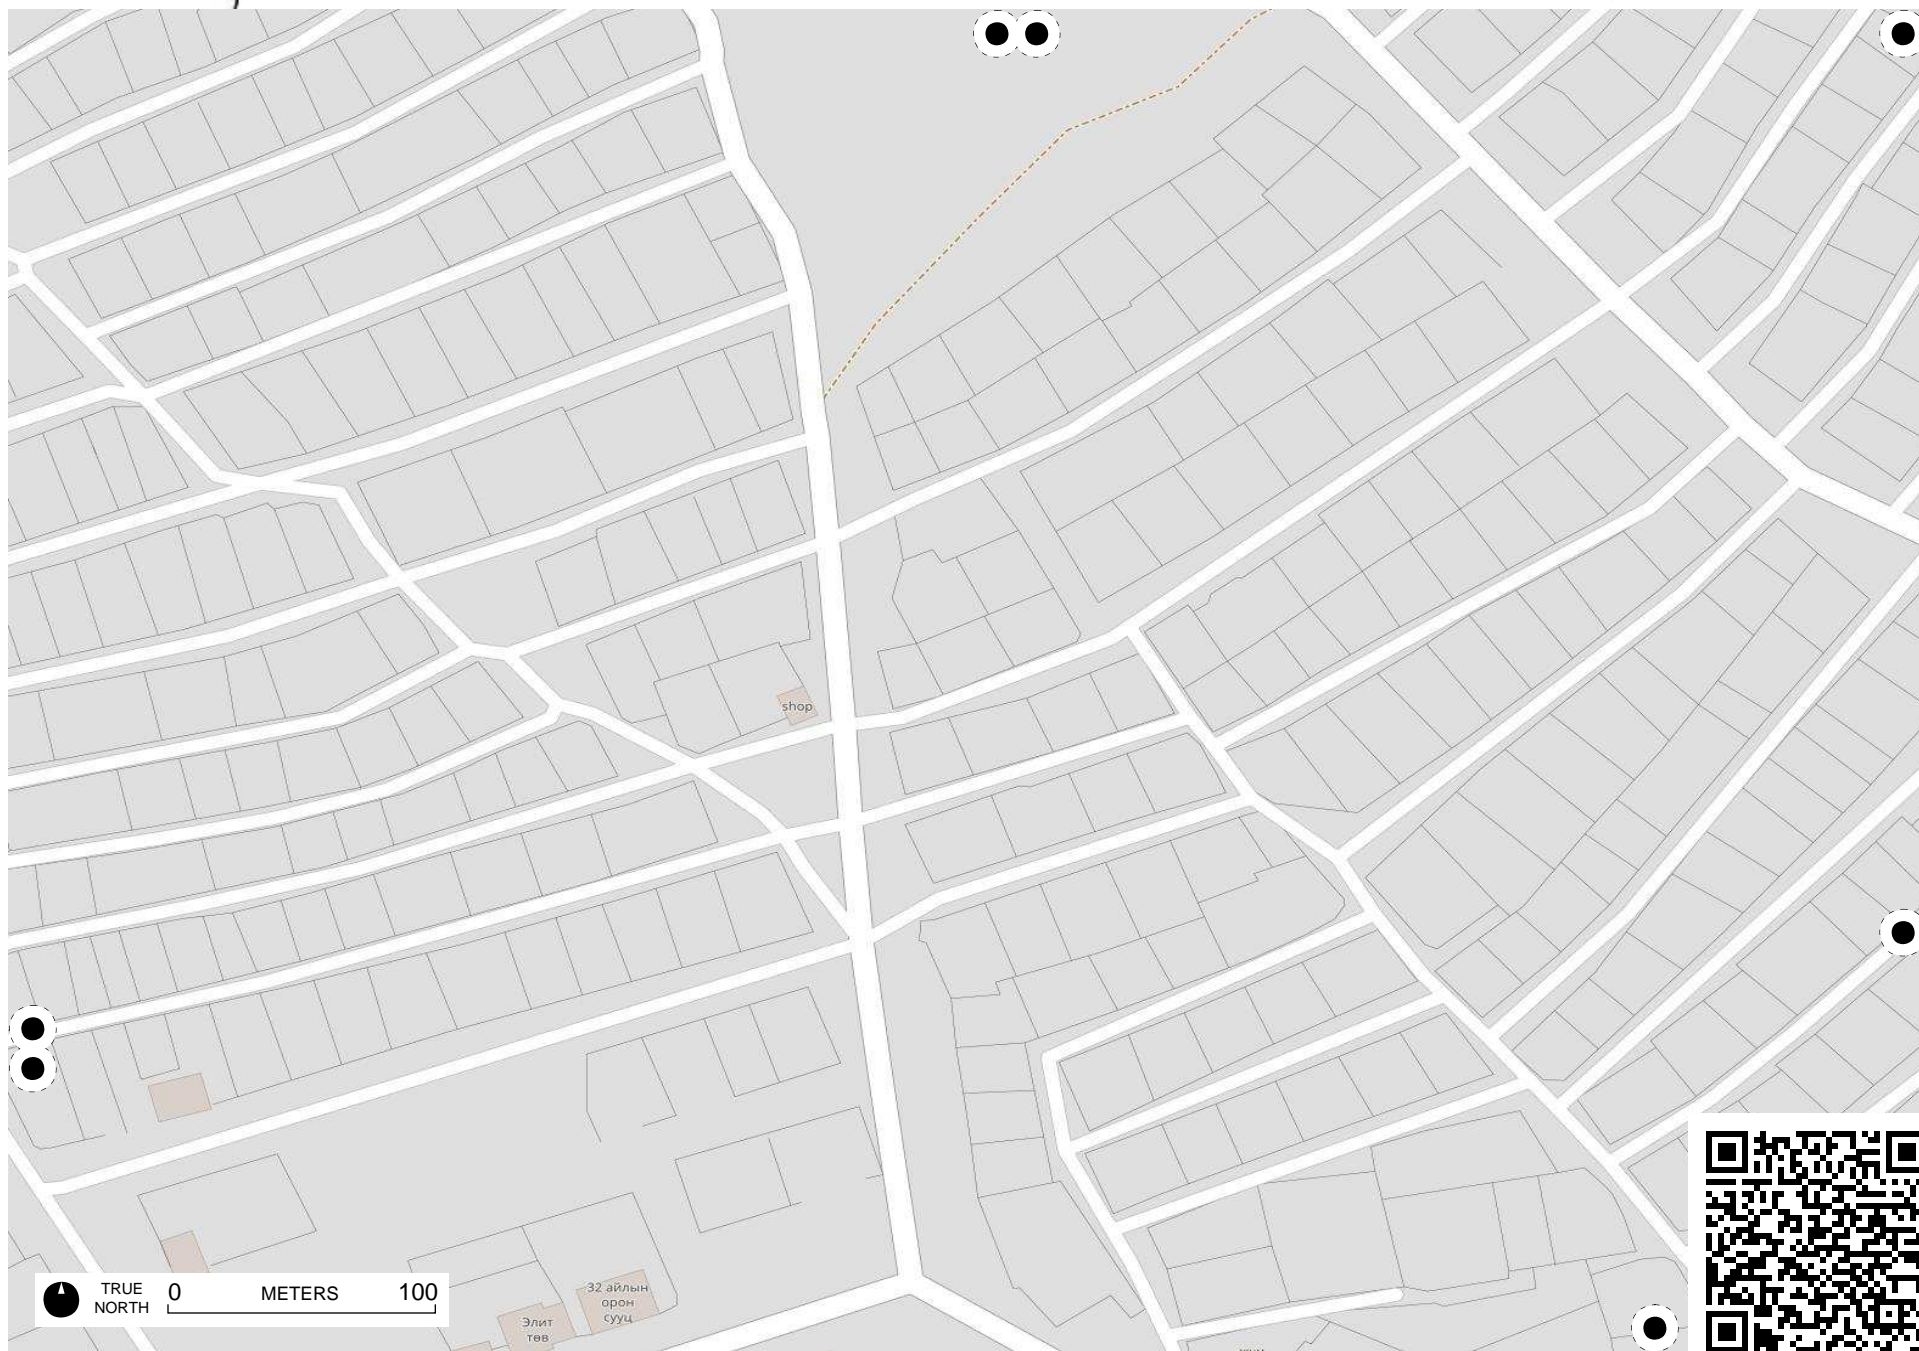 shop
TRUE
NORTH
0 METERS 100
32 айлын
орон
сууц
Элит
төв